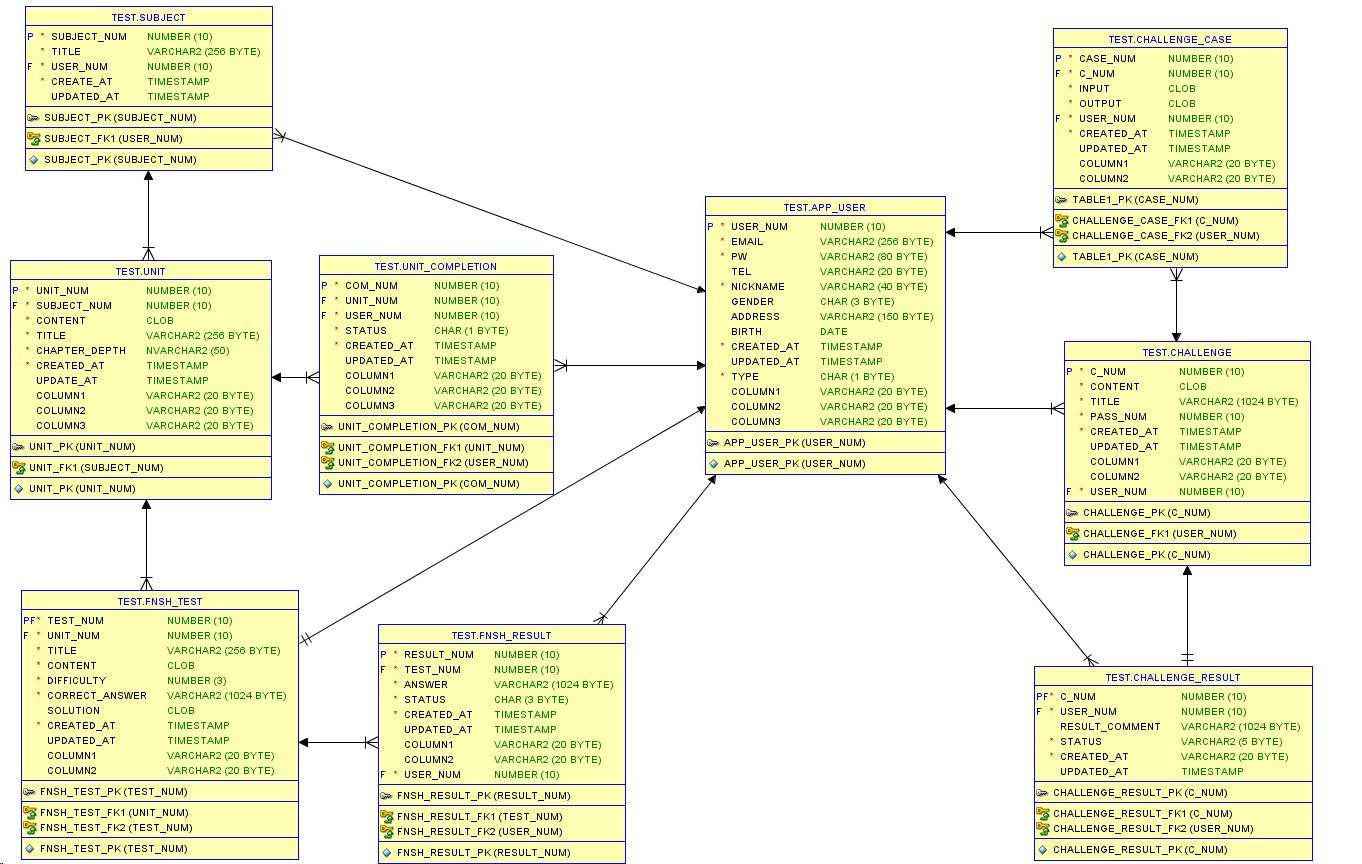 TEST.SUBJECT
P * SUBJECT_NUM NUMBER (10)
* TITLE VARCHAR2 (256 BYTE)
F * USER_NUM NUMBER (10)
* CREATE_AT TIMESTAMP
UPDATED_AT TIMESTAMP
SUBJECT_PK (SUBJECT_NUM)
SUBJECT_FK1 (USER_NUM)
SUBJECT_PK (SUBJECT_NUM)
TEST.UNIT
P * UNIT_NUM NUMBER (10)
F * SUBJECT_NUM NUMBER (10)
* CONTENT CLOB
* TITLE VARCHAR2 (256 BYTE)
* CHAPTER_DEPTH NVARCHAR2 (50)
* CREATED_AT TIMESTAMP
UPDATE_AT TIMESTAMP
COLUMN1 VARCHAR2 (20 BYTE)
COLUMN2 VARCHAR2 (20 BYTE)
COLUMN3 VARCHAR2 (20 BYTE)
UNIT_PK (UNIT_NUM)
UNIT_FK1 (SUBJECT_NUM)
UNIT_PK (UNIT_NUM)
TEST.UNIT_COMPLETION
P * COM_NUM NUMBER (10)
F * UNIT_NUM NUMBER (10)
F * USER_NUM NUMBER (10)
* STATUS CHAR (1 BYTE)
* CREATED_AT TIMESTAMP
UPDATED_AT TIMESTAMP
COLUMN1 VARCHAR2 (20 BYTE)
COLUMN2 VARCHAR2 (20 BYTE)
COLUMN3 VARCHAR2 (20 BYTE)
UNIT_COMPLETION_PK (COM_NUM)
UNIT_COMPLETION_FK1 (UNIT_NUM)
UNIT_COMPLETION_FK2 (USER_NUM)
UNIT_COMPLETION_PK (COM_NUM)
TEST.APP_USER
P * USER_NUM NUMBER (10)
* EMAIL VARCHAR2 (256 BYTE)
* PW VARCHAR2 (80 BYTE)
TEL VARCHAR2 (20 BYTE)
* NICKNAME VARCHAR2 (40 BYTE)
GENDER CHAR (3 BYTE)
ADDRESS VARCHAR2 (150 BYTE)
BIRTH DATE
* CREATED_AT TIMESTAMP
UPDATED_AT TIMESTAMP
* TYPE CHAR (1 BYTE)
COLUMN1 VARCHAR2 (20 BYTE)
COLUMN2 VARCHAR2 (20 BYTE)
COLUMN3 VARCHAR2 (20 BYTE)
APP_USER_PK (USER_NUM)
APP_USER_PK (USER_NUM)
TEST.CHALLENGE_CASE
P * CASE_NUM NUMBER (10)
F * C_NUM NUMBER (10)
* INPUT CLOB
* OUTPUT CLOB
F * USER_NUM NUMBER (10)
* CREATED_AT TIMESTAMP
UPDATED_AT TIMESTAMP
COLUMN1 VARCHAR2 (20 BYTE)
COLUMN2 VARCHAR2 (20 BYTE)
TABLE1_PK (CASE_NUM)
CHALLENGE_CASE_FK1 (C_NUM)
CHALLENGE_CASE_FK2 (USER_NUM)
TABLE1_PK (CASE_NUM)
TEST.CHALLENGE
P * C_NUM NUMBER (10)
* CONTENT CLOB
* TITLE VARCHAR2 (1024 BYTE)
* PASS_NUM NUMBER (10)
* CREATED_AT TIMESTAMP
UPDATED_AT TIMESTAMP
COLUMN1 VARCHAR2 (20 BYTE)
COLUMN2 VARCHAR2 (20 BYTE)
F * USER_NUM NUMBER (10)
CHALLENGE_PK (C_NUM)
CHALLENGE_FK1 (USER_NUM)
CHALLENGE_PK (C_NUM)
TEST.FNSH_TEST
PF* TEST_NUM NUMBER (10)
F * UNIT_NUM NUMBER (10)
* TITLE VARCHAR2 (256 BYTE)
* CONTENT CLOB
* DIFFICULTY NUMBER (3)
* CORRECT_ANSWER VARCHAR2 (1024 BYTE)
SOLUTION CLOB
* CREATED_AT TIMESTAMP
UPDATED_AT TIMESTAMP
COLUMN1 VARCHAR2 (20 BYTE)
COLUMN2 VARCHAR2 (20 BYTE)
FNSH_TEST_PK (TEST_NUM)
FNSH_TEST_FK1 (UNIT_NUM)
FNSH_TEST_FK2 (TEST_NUM)
FNSH_TEST_PK (TEST_NUM)
TEST.FNSH_RESULT
P * RESULT_NUM NUMBER (10)
F * TEST_NUM NUMBER (10)
* ANSWER VARCHAR2 (1024 BYTE)
* STATUS CHAR (3 BYTE)
* CREATED_AT TIMESTAMP
UPDATED_AT TIMESTAMP
COLUMN1 VARCHAR2 (20 BYTE)
COLUMN2 VARCHAR2 (20 BYTE)
F * USER_NUM NUMBER (10)
FNSH_RESULT_PK (RESULT_NUM)
FNSH_RESULT_FK1 (TEST_NUM)
FNSH_RESULT_FK2 (USER_NUM)
FNSH_RESULT_PK (RESULT_NUM)
TEST.CHALLENGE_RESULT
PF* C_NUM NUMBER (10)
F * USER_NUM NUMBER (10)
RESULT_COMMENT VARCHAR2 (1024 BYTE)
* STATUS VARCHAR2 (5 BYTE)
* CREATED_AT VARCHAR2 (20 BYTE)
UPDATED_AT TIMESTAMP
CHALLENGE_RESULT_PK (C_NUM)
CHALLENGE_RESULT_FK1 (C_NUM)
CHALLENGE_RESULT_FK2 (USER_NUM)
CHALLENGE_RESULT_PK (C_NUM)